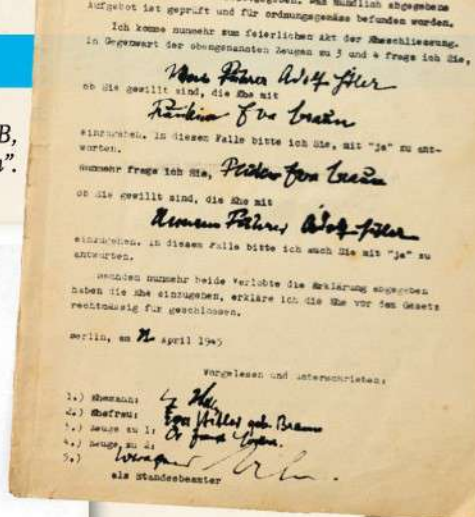 B,
”.
Aufgebot ist geprüft und für ordnungsgemäss befunden worden.
Ich komme nunmehr zum feierlichen Akt der Eheschliessung.
In Gegenwart der obengenannten Zeugen zu 3 und 4 frage ich Sie,
Führer Adolf Hitler
ob Sie gewillt sind, die Ehe mit
Fräulein Eva Braun
einzugehen. In diesem Falle bitte ich Sie, mit "ja" zu ant-
worten.
nunmehr frage ich Sie, Fräulein Eva Braun
ob Sie gewillt sind, die Ehe mit
Führer Adolf Hitler
einzugehen. In diesem Falle bitte ich auch Sie mit "ja" zu
antworten.
nunmehr beide Verlobte die Erklärung abgegeben
haben die Ehe einzugehen, erkläre ich die Ehe vor dem Gesetz
rechtmässig für geschlossen.
Berlin, am April 1945
Vorgelesen und unterschrieben:
1.) Ehemann:
2.) Ehefrau: Eva Hitler geb. Braun
3.) Zeuge zu 1:
4.) Zeuge zu 2:
5.)
als Standesbeamter